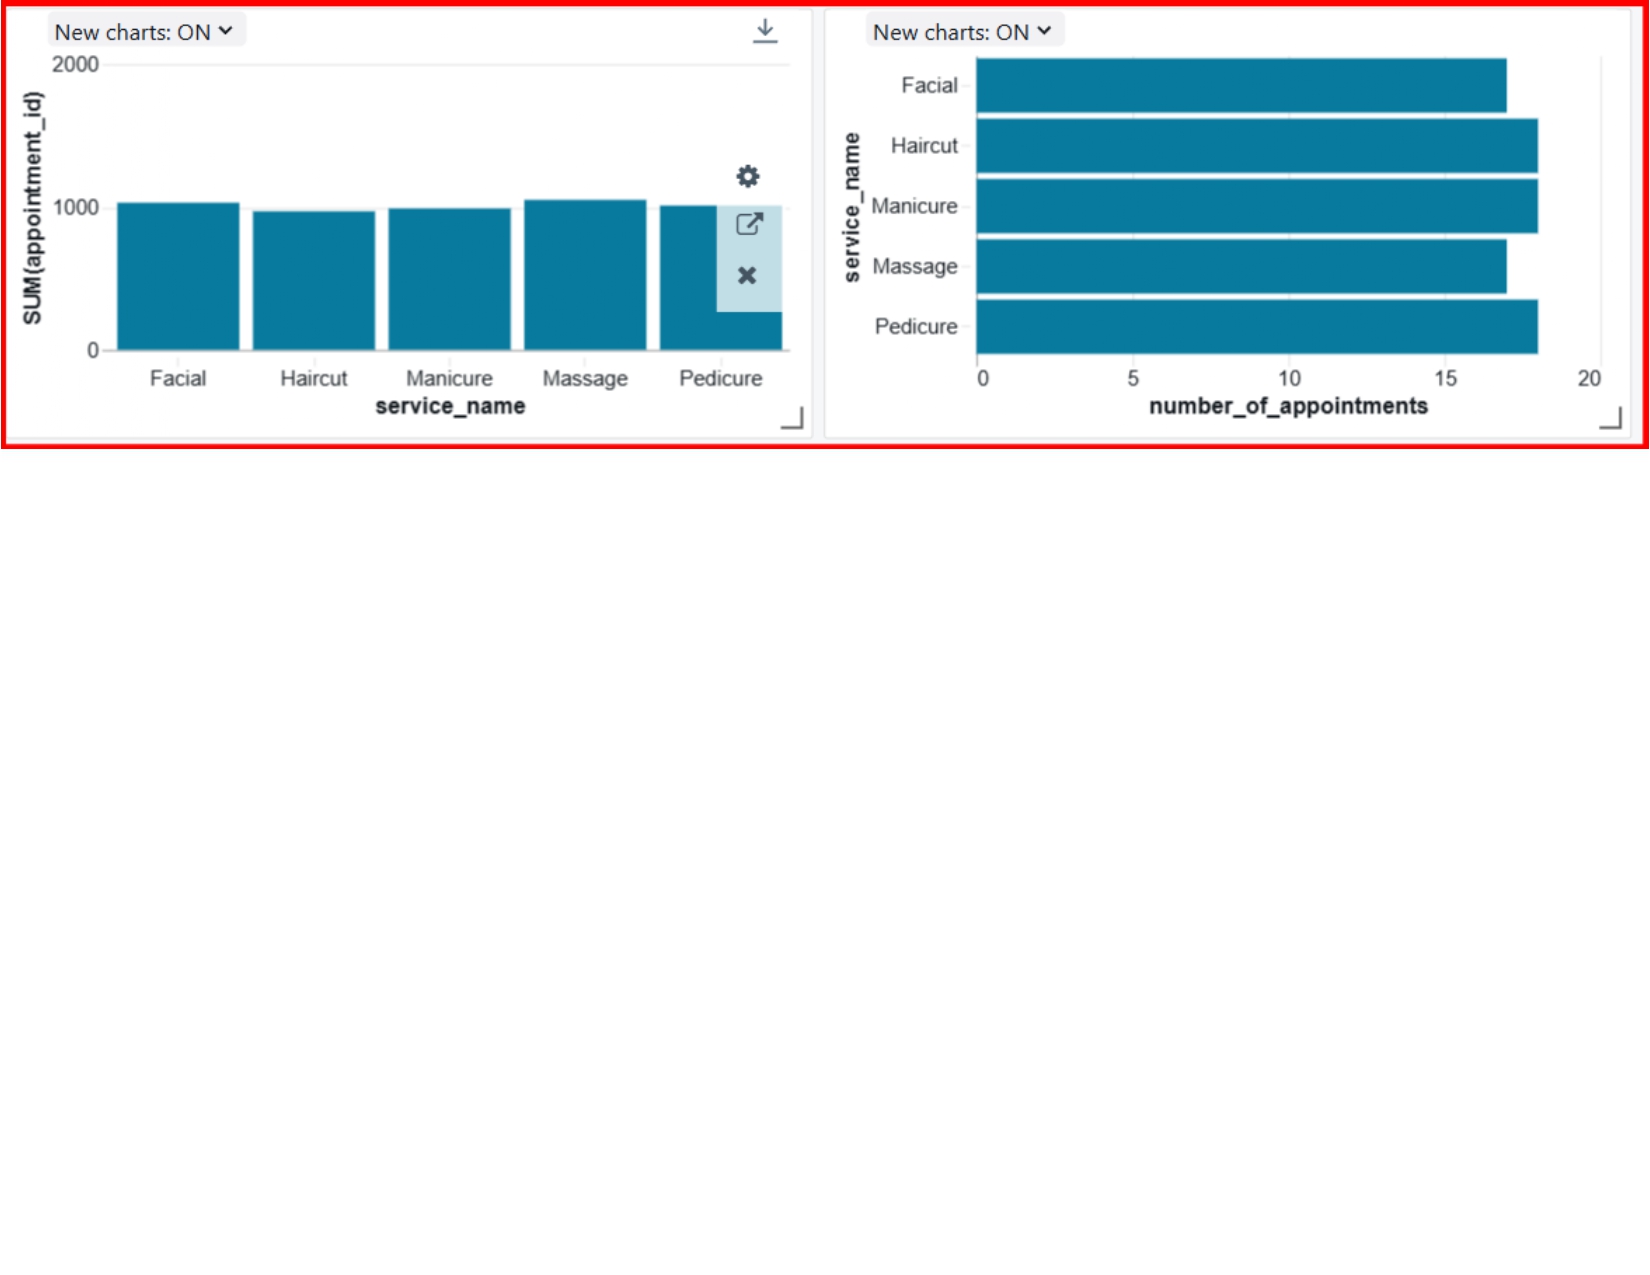 New charts: ON
2000
1000
0
SUM(appointment_id)
Facial Haircut Manicure Massage Pedicure
service_name
New charts: ON
service_name
Facial
Haircut
Manicure
Massage
Pedicure
0 5 10 15 20
number_of_appointments